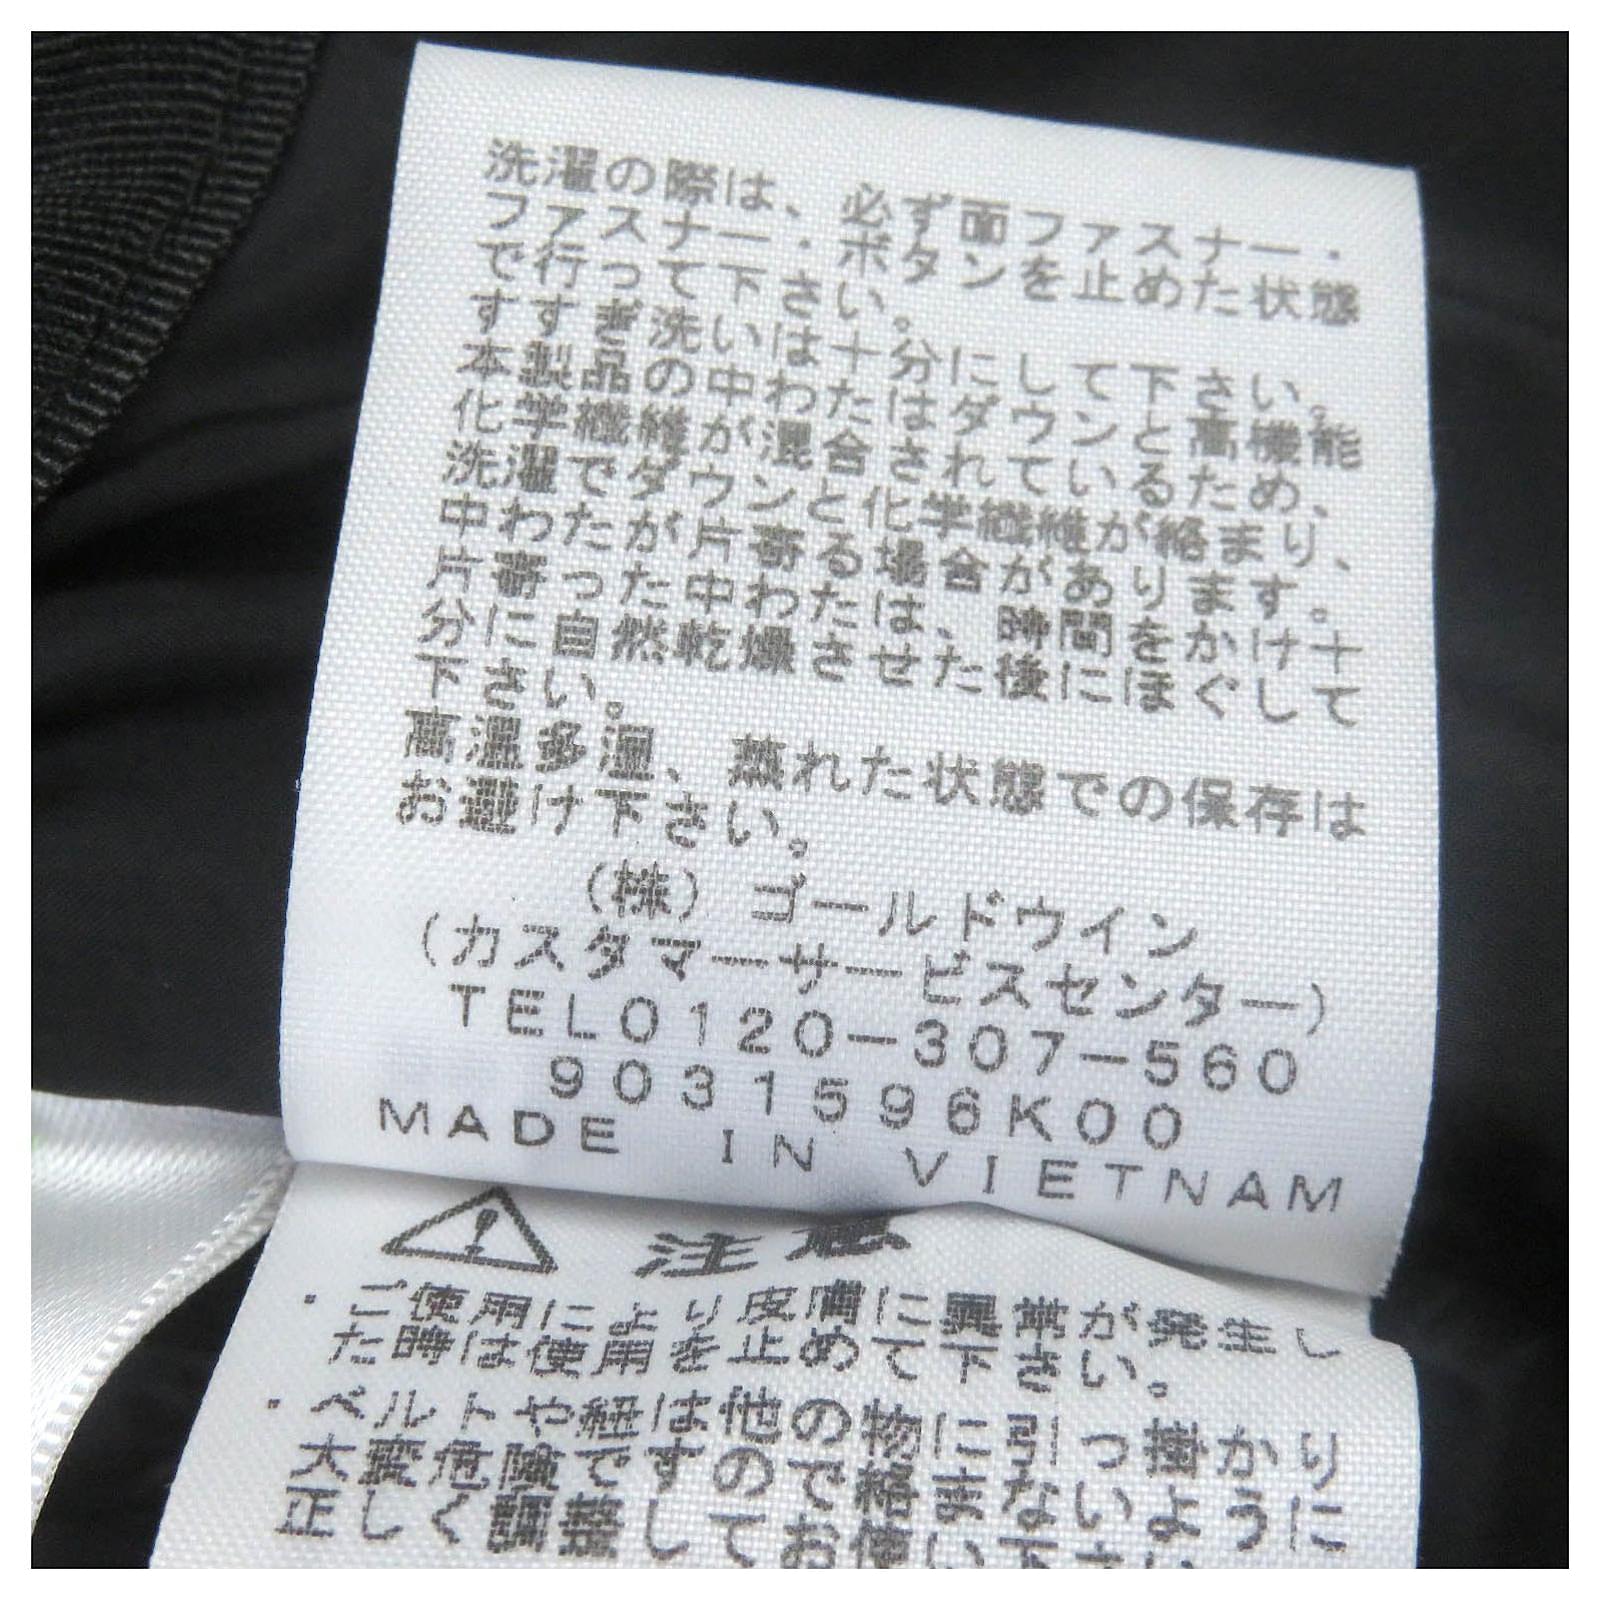 洗濯の際は、必ず面ファスナー・
ファスナー・ボタンを止めた状態
で行って下さい。
すすぎ洗いは十分にして下さい。
本製品の中わたはダウンと高機能
化学繊維が混合されているため、
洗濯でダウンと化学繊維が絡まり、
中わたが片寄る場合があります。
片寄った中わたは、時間をかけ十
分に自然乾燥させた後にほぐして
下さい。
高温多湿、蒸れた状態での保存は
お避け下さい。
(株)ゴールドウイン
(カスタマーサービスセンター)
TEL0120-307-560
9031596K00
MADE IN VIETNAM
注意
・ご使用により皮膚に異常が発生し
た時は使用を止めて下さい。
・ベルトや紐は他の物に引っ掛かり
大変危険ですので絡まないように
正しく調整してお使い下さい